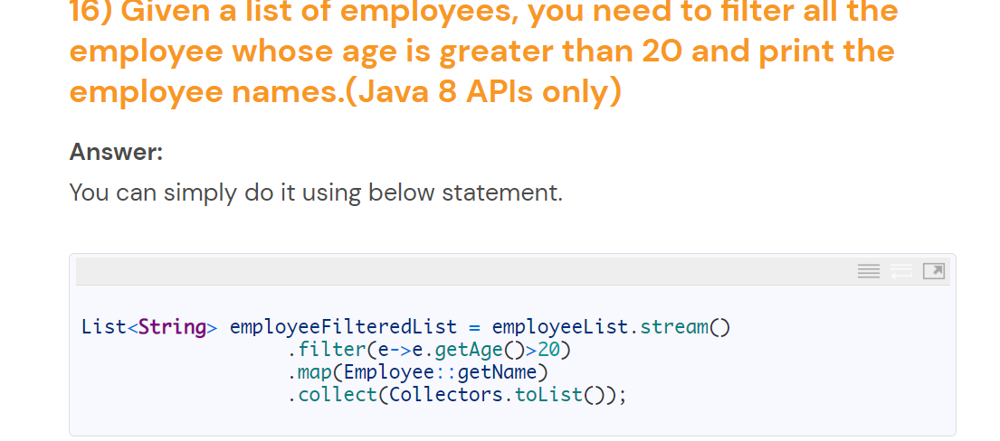 16) Given a list of employees, you need to filter all the
employee whose age is greater than 20 and print the
employee names.(Java 8 APIs only)
Answer:
You can simply do it using below statement.
List<String> employeeFilteredList = employeeList.stream()
.filter(e->e.getAge()>20)
.map(Employee::getName)
.collect(Collectors.toList());